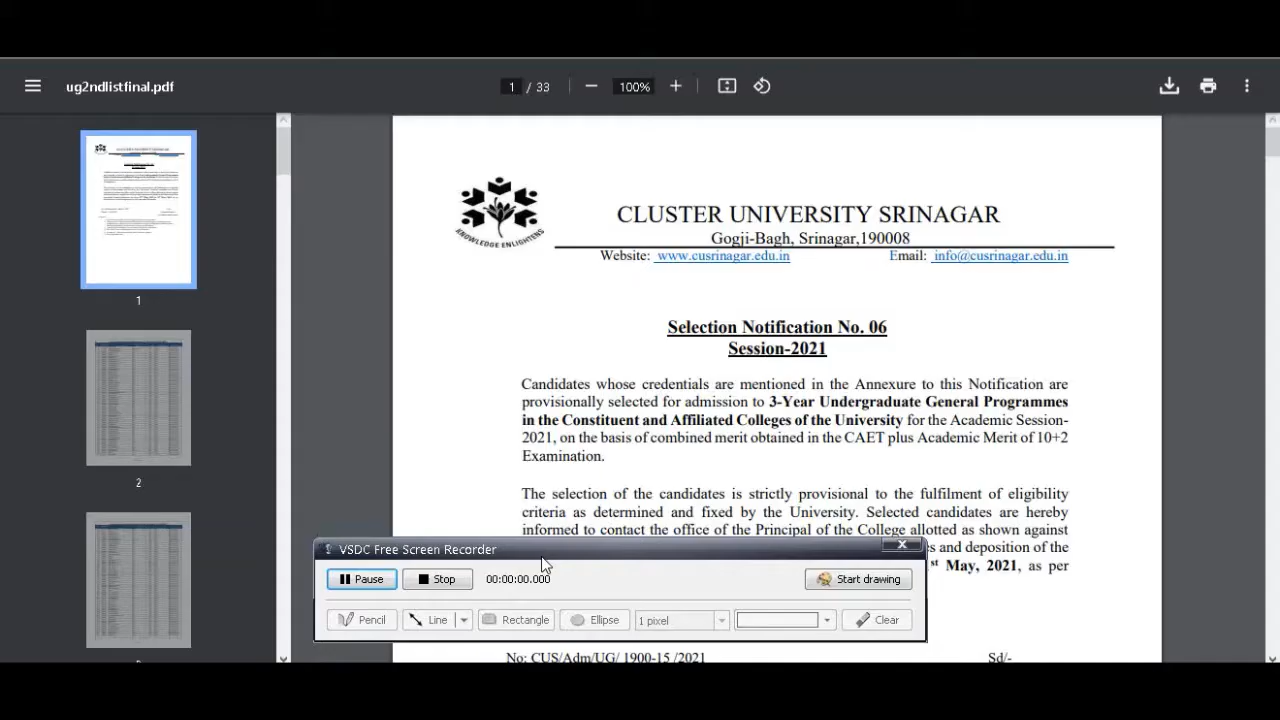 ug2ndlistfinal.pdf
1 / 33
100%
1
2
KNOWLEDGE ENLIGHTENS
CLUSTER UNIVERSITY SRINAGAR
Gogji-Bagh, Srinagar,190008
Website: www.cusrinagar.edu.in Email: info@cusrinagar.edu.in
Selection Notification No. 06
Session-2021
Candidates whose credentials are mentioned in the Annexure to this Notification are
provisionally selected for admission to 3-Year Undergraduate General Programmes
in the Constituent and Affiliated Colleges of the University for the Academic Session-
2021, on the basis of combined merit obtained in the CAET plus Academic Merit of 10+2
Examination.
The selection of the candidates is strictly provisional to the fulfilment of eligibility
criteria as determined and fixed by the University. Selected candidates are hereby
informed to contact the office of the Principal of the College allotted as shown against
and deposition of the
st May, 2021, as per
VSDC Free Screen Recorder
Pause Stop 00:00:00.000 Start drawing
Pencil Line Rectangle Ellipse 1 pixel Clear
No: CUS/Adm/UG/ 1900-15 /2021 Sd/-